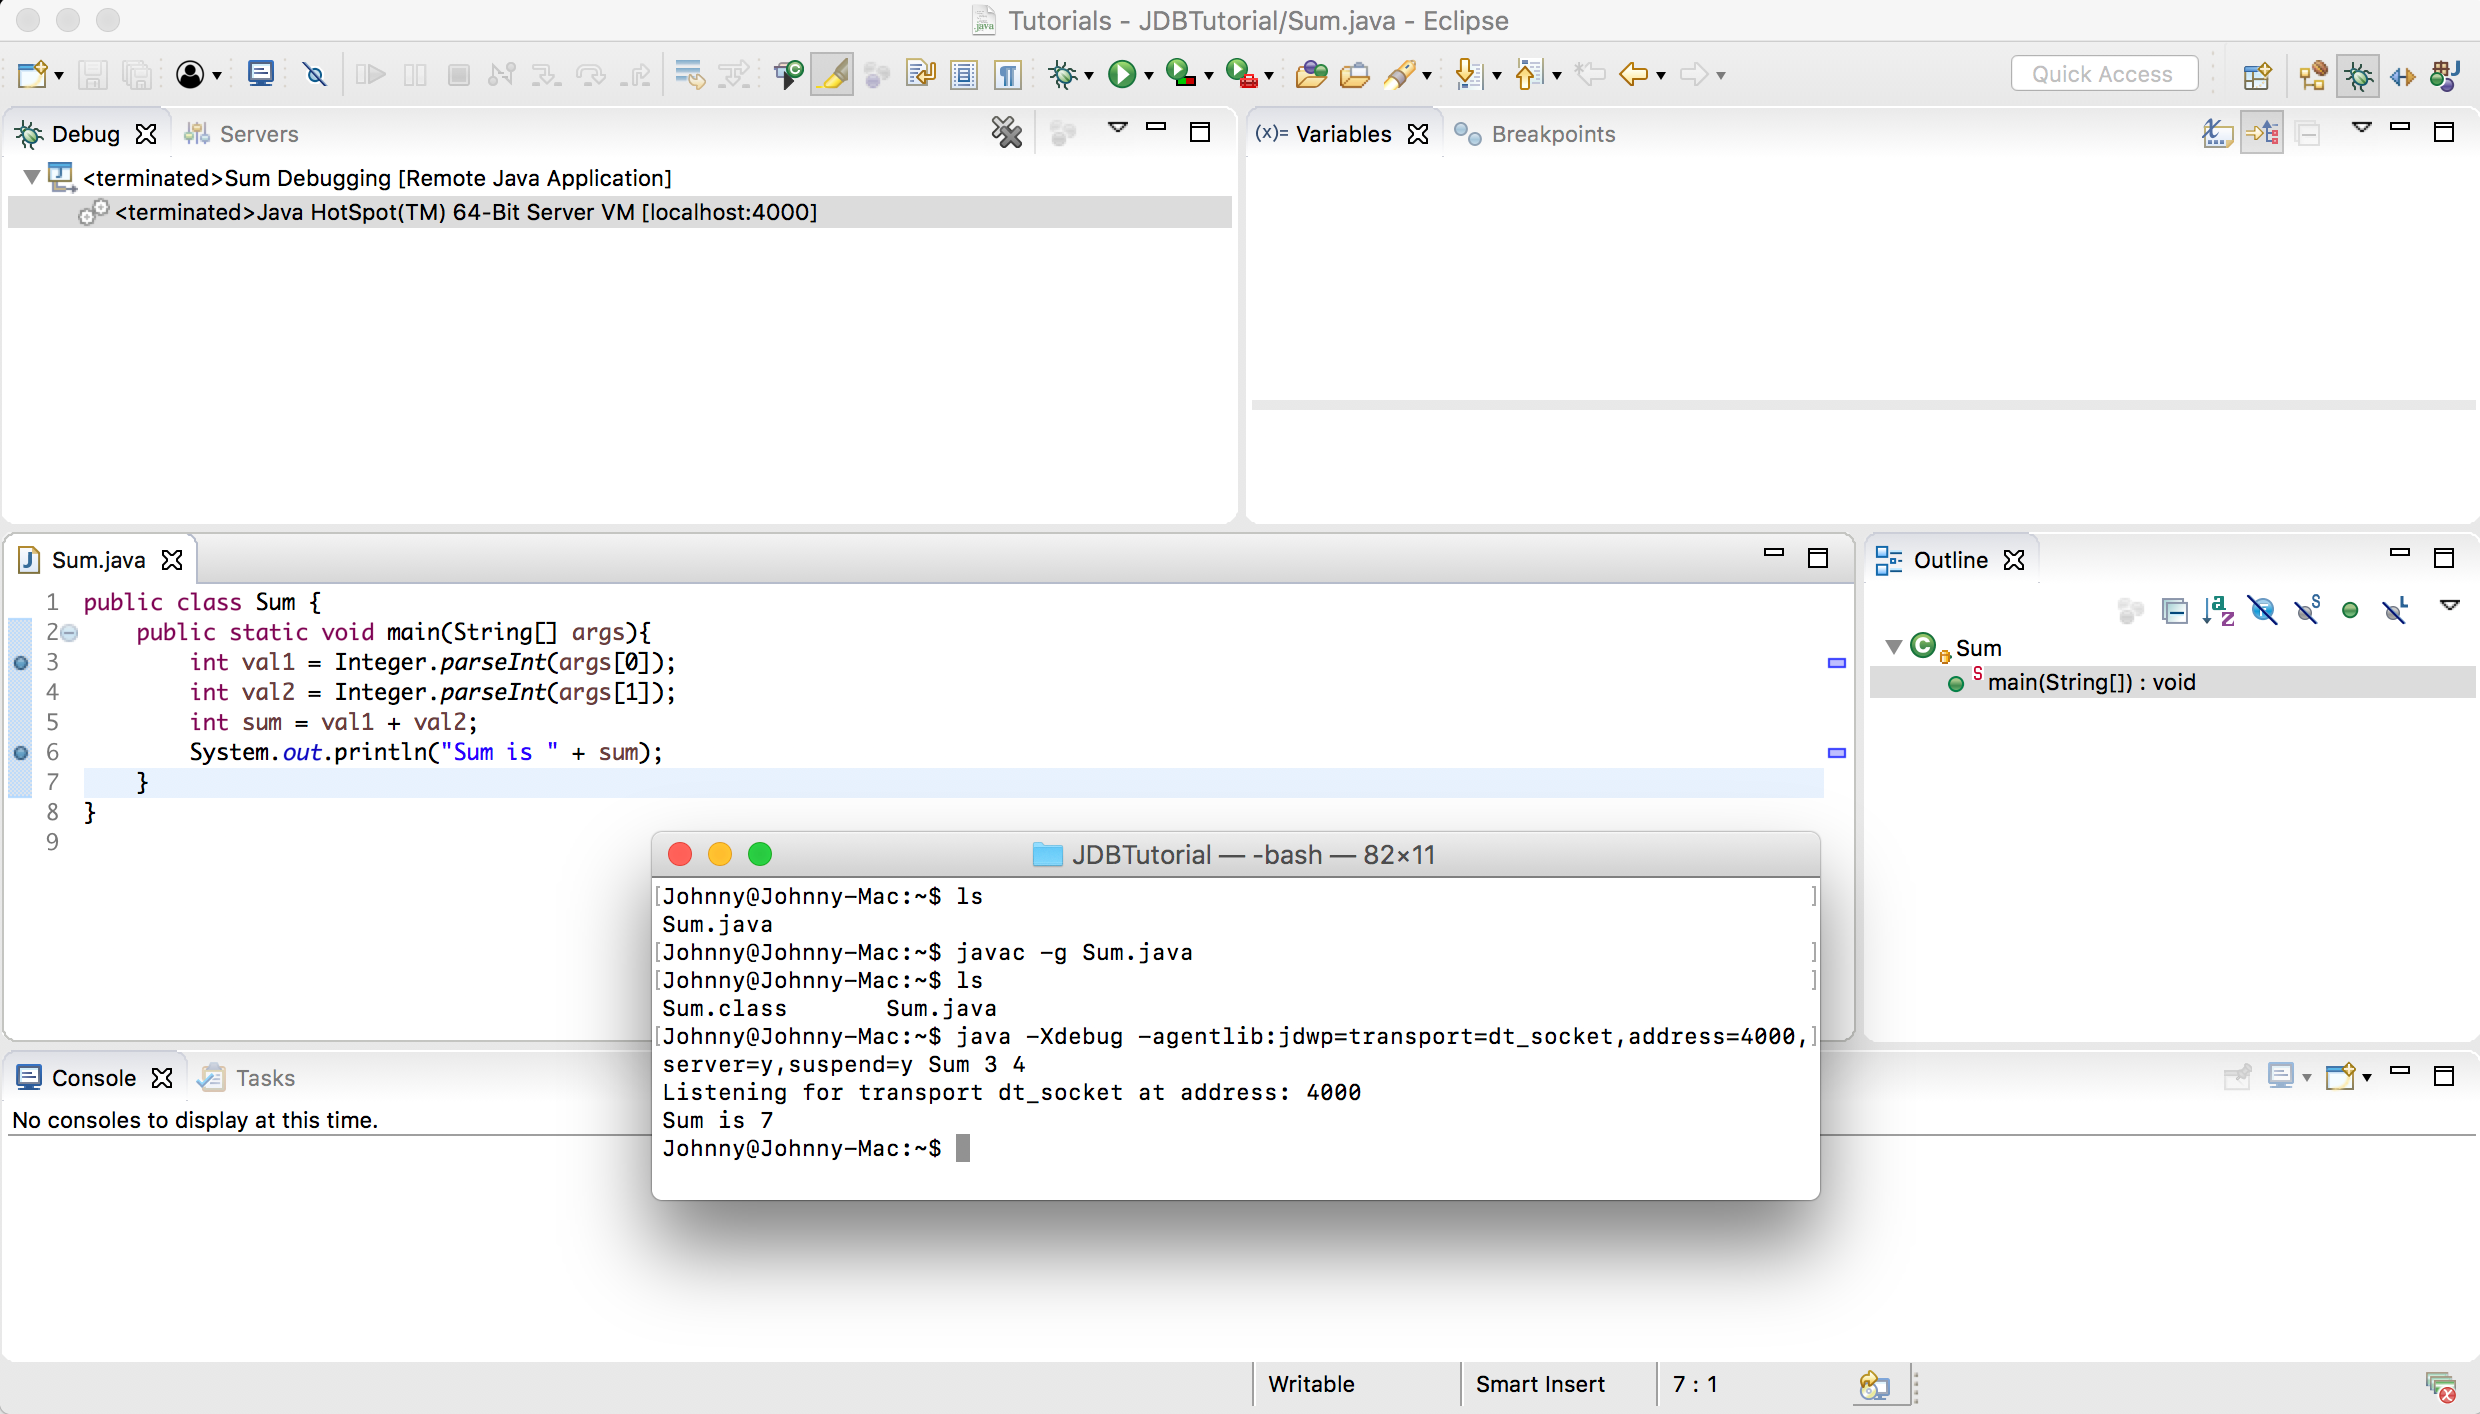 Tutorials - JDBTutorial/Sum.java - Eclipse
Quick Access
Debug Servers
<terminated>Sum Debugging [Remote Java Application]
<terminated>Java HotSpot(TM) 64-Bit Server VM [localhost:4000]
(x)= Variables Breakpoints
Sum.java
1 public class Sum {
2 public static void main(String[] args){
3 int val1 = Integer.parseInt(args[0]);
4 int val2 = Integer.parseInt(args[1]);
5 int sum = val1 + val2;
6 System.out.println("Sum is " + sum);
7 }
8 }
9
Outline
Sum
main(String[]) : void
JDBTutorial — -bash — 82×11
[Johnny@Johnny-Mac:~$ ls ]
Sum.java
[Johnny@Johnny-Mac:~$ javac -g Sum.java ]
[Johnny@Johnny-Mac:~$ ls ]
Sum.class Sum.java
[Johnny@Johnny-Mac:~$ java -Xdebug -agentlib:jdwp=transport=dt_socket,address=4000,]
server=y,suspend=y Sum 3 4
Listening for transport dt_socket at address: 4000
Sum is 7
Johnny@Johnny-Mac:~$
Console Tasks
No consoles to display at this time.
Writable Smart Insert 7 : 1